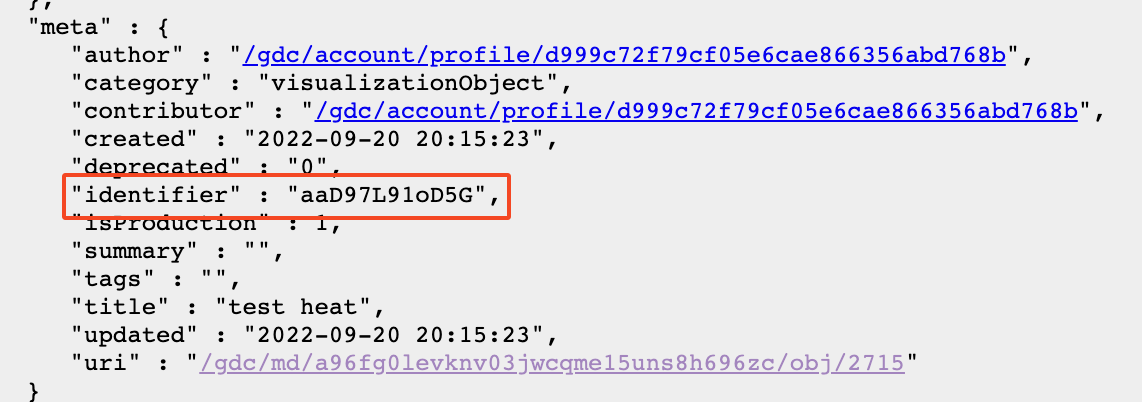 },
"meta" : {
"author" : "/gdc/account/profile/d999c72f79cf05e6cae866356abd768b",
"category" : "visualizationObject",
"contributor" : "/gdc/account/profile/d999c72f79cf05e6cae866356abd768b",
"created" : "2022-09-20 20:15:23",
"deprecated" : "0",
"identifier" : "aaD97L91oD5G",
"isProduction" : 1,
"summary" : "",
"tags" : "",
"title" : "test heat",
"updated" : "2022-09-20 20:15:23",
"uri" : "/gdc/md/a96fg0levknv03jwcqme15uns8h696zc/obj/2715"
}